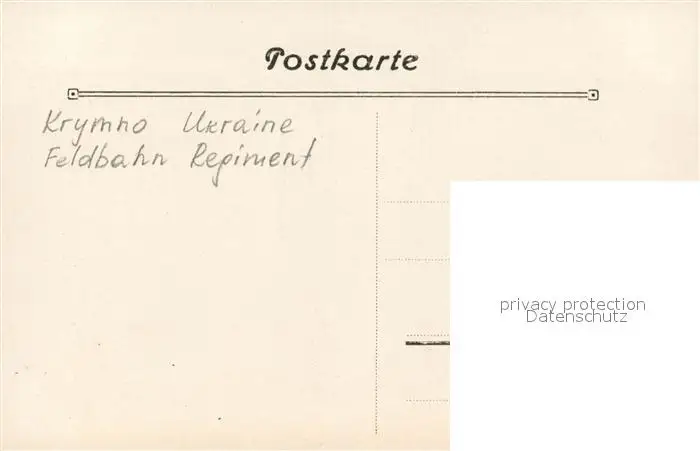 Postkarte
Krymno Ukraine
Feldbahn Regiment
privacy protection
Datenschutz